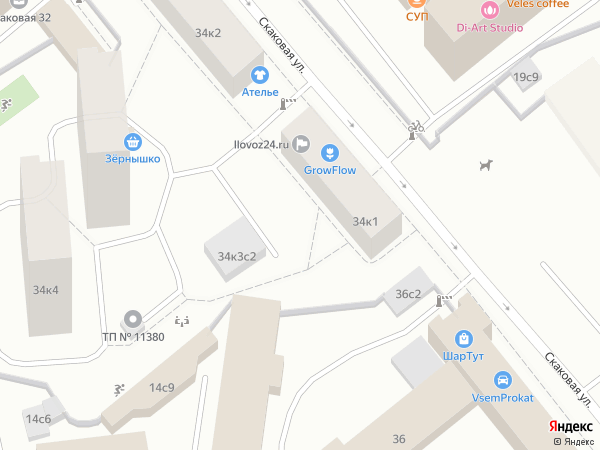 Veles coffee
СУП
Di-Art Studio
аковая 32
34к2
Скаковая ул.
19с9
Ателье
Ilovoz24.ru
GrowFlow
Зёрнышко
34к1
34к3с2
34к4
36с2
ТП № 11380
ШарТут
Скаковая ул.
14с9
VsemProkat
14с6
36
Яндекс
© Яндекс